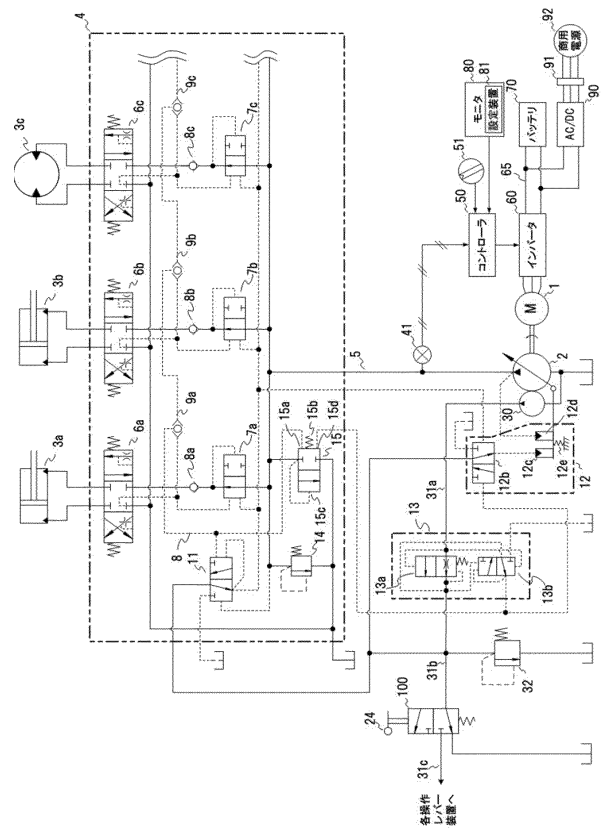 4
3a
3b
3c
6a
6b
6c
9a
9b
9c
8a
8b
8c
7a
7b
7c
8
11
15a
15b
15
15d
15c
14
5
41
50
51
コントローラ
80
モニタ
81
設定装置
60
インバータ
65
70
バッテリ
90
AC/DC
91
92
商用
電源
1
M
2
30
31a
12b
12c
12d
12e
12
13
13a
13b
31b
32
24
100
31c
各操作
レバー
装置へ